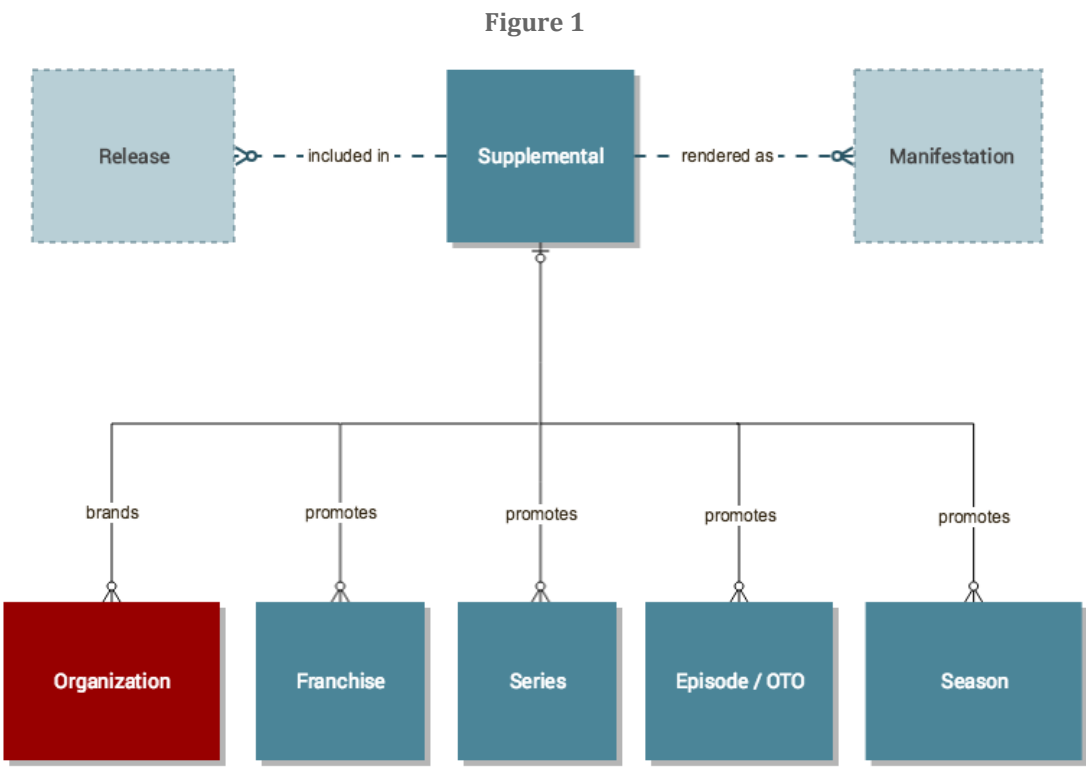 Figure 1
Release
included in
Supplemental
rendered as
Manifestation
brands
promotes
promotes
promotes
promotes
Organization
Franchise
Series
Episode / OTO
Season